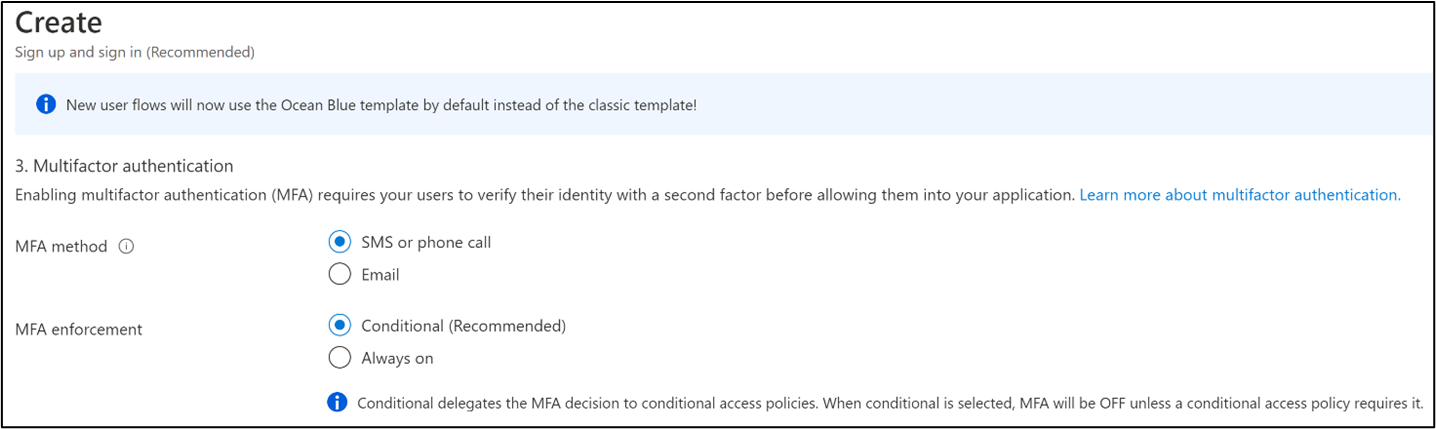 Create
Sign up and sign in (Recommended)
New user flows will now use the Ocean Blue template by default instead of the classic template!
3. Multifactor authentication
Enabling multifactor authentication (MFA) requires your users to verify their identity with a second factor before allowing them into your application. Learn more about multifactor authentication.
MFA method
SMS or phone call
Email
MFA enforcement
Conditional (Recommended)
Always on
Conditional delegates the MFA decision to conditional access policies. When conditional is selected, MFA will be OFF unless a conditional access policy requires it.